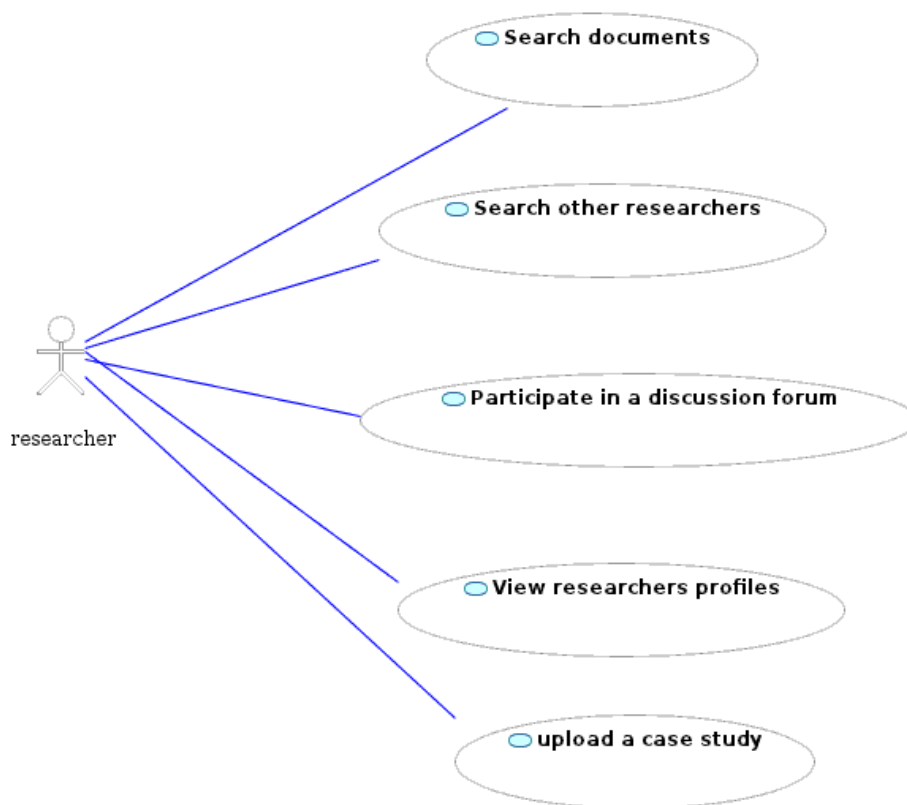 Search documents
Search other researchers
researcher
Participate in a discussion forum
View researchers profiles
upload a case study